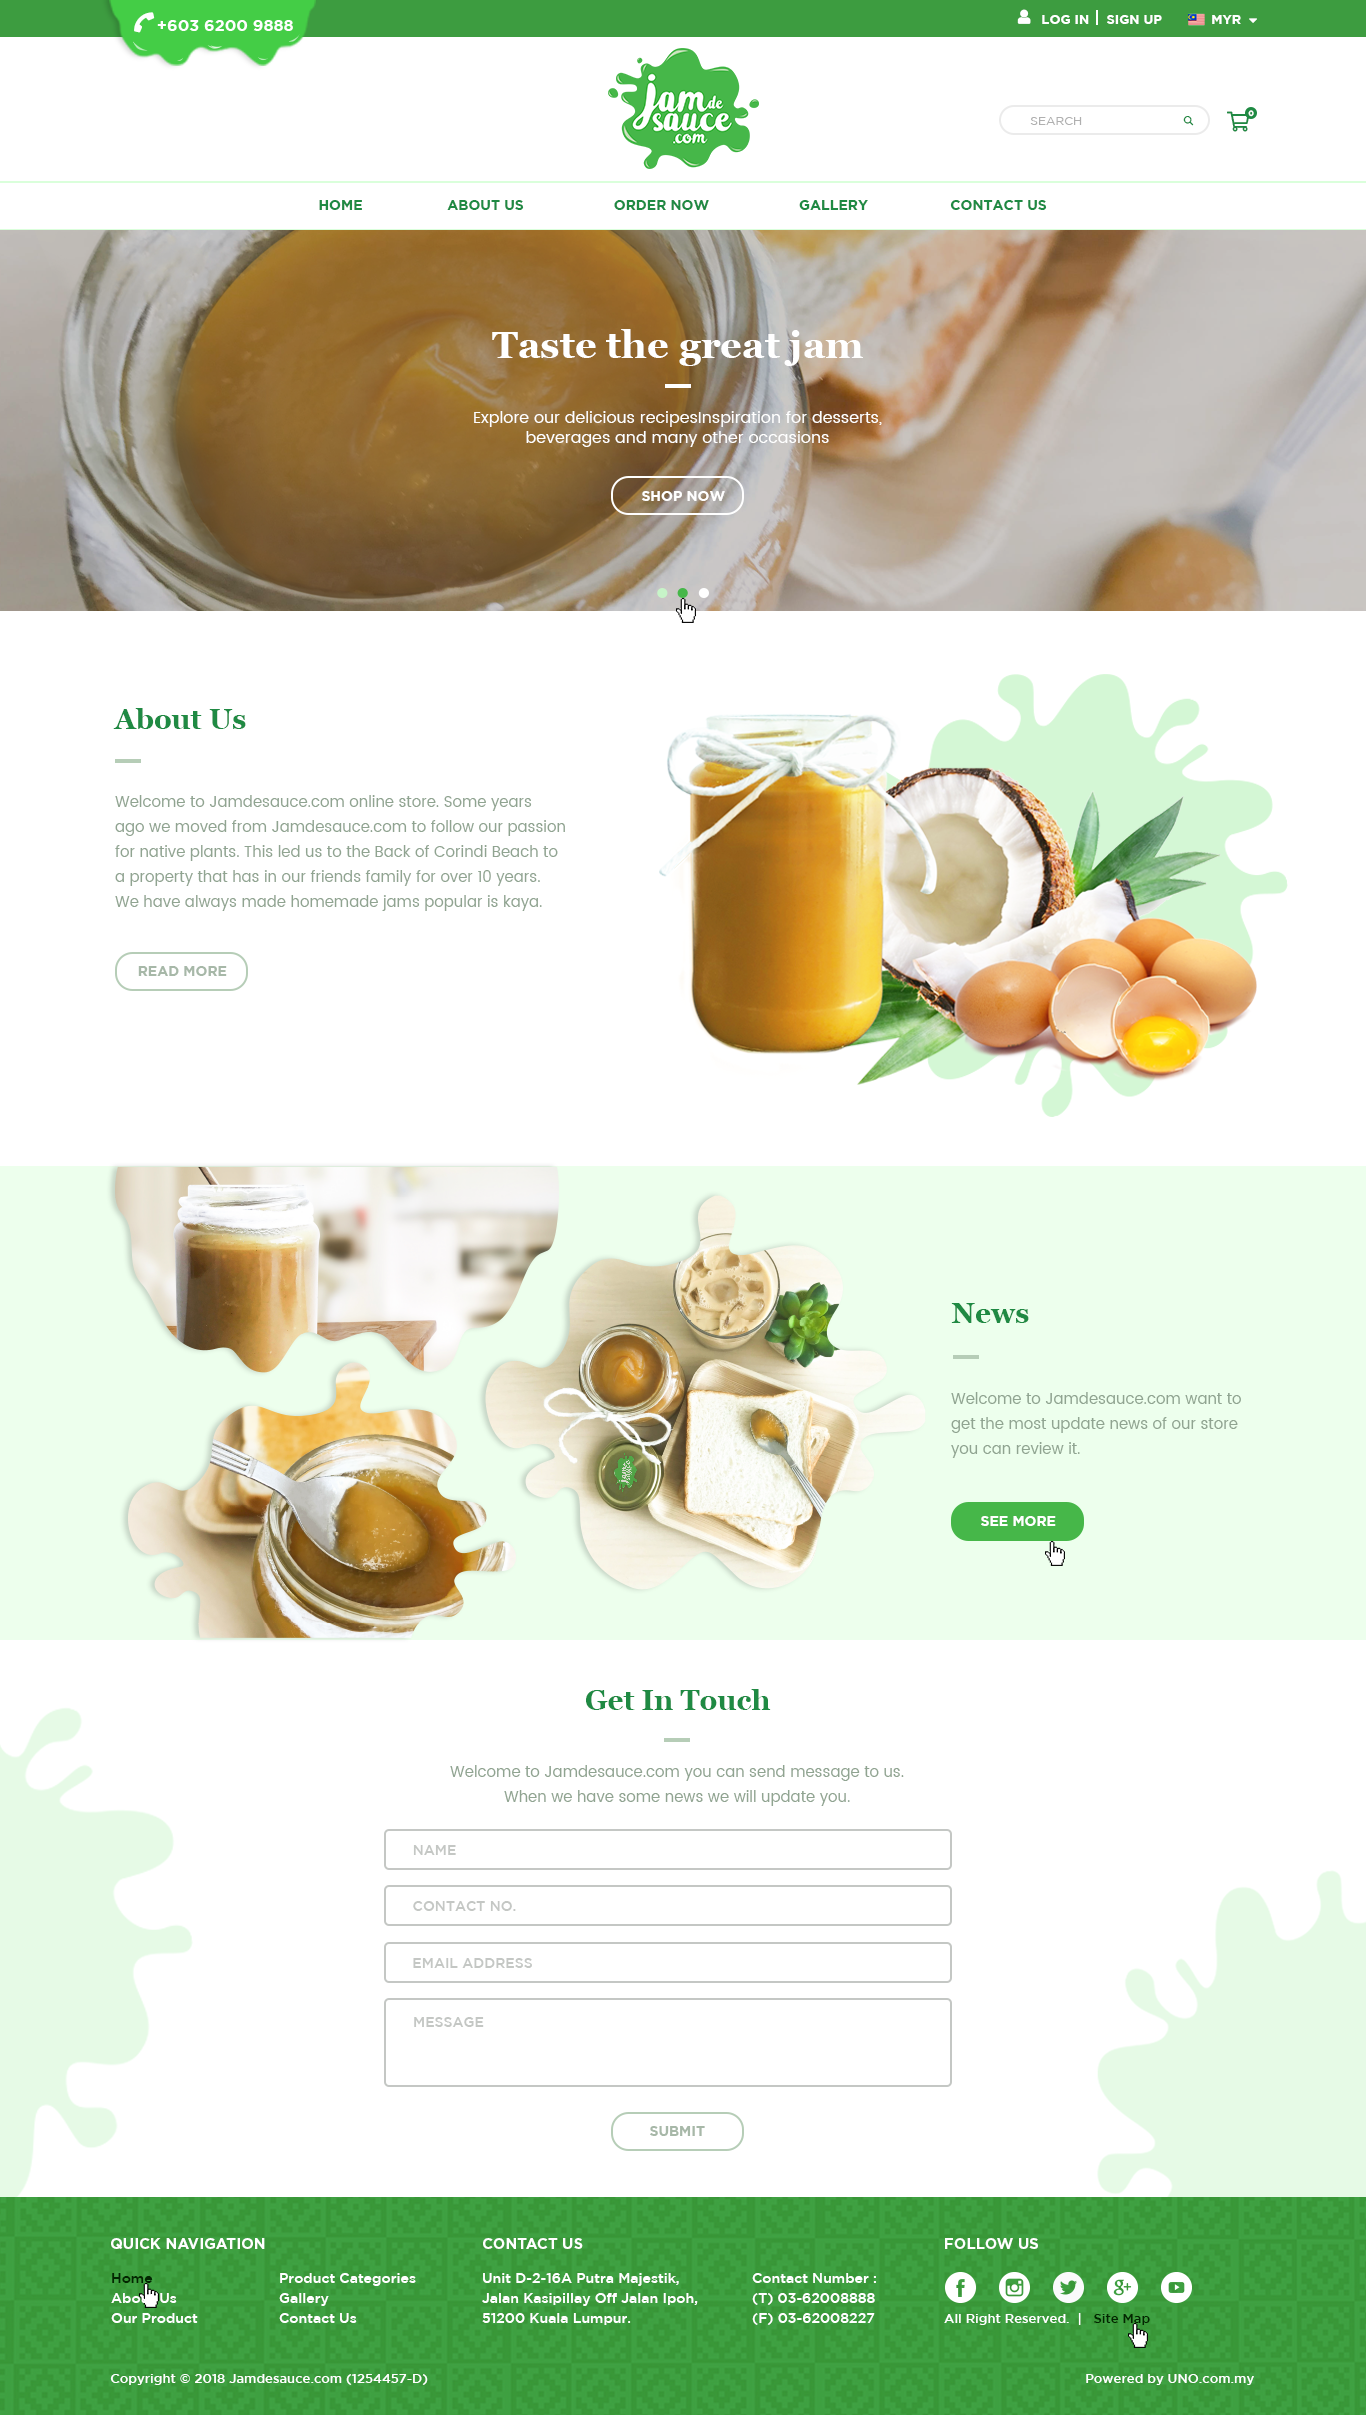 +603 6200 9888
LOG IN | SIGN UP
MYR
Jam de
sauce
.com
SEARCH
0
HOME
ABOUT US
ORDER NOW
GALLERY
CONTACT US
Taste the great jam
Explore our delicious recipesInspiration for desserts,
beverages and many other occasions
SHOP NOW
About Us
Welcome to Jamdesauce.com online store. Some years
ago we moved from Jamdesauce.com to follow our passion
for native plants. This led us to the Back of Corindi Beach to
a property that has in our friends family for over 10 years.
We have always made homemade jams popular is kaya.
READ MORE
Jam de
sauce
.com
News
Welcome to Jamdesauce.com want to
get the most update news of our store
you can review it.
SEE MORE
Get In Touch
Welcome to Jamdesauce.com you can send message to us.
When we have some news we will update you.
NAME
CONTACT NO.
EMAIL ADDRESS
MESSAGE
SUBMIT
QUICK NAVIGATION
Home
About Us
Our Product
Product Categories
Gallery
Contact Us
CONTACT US
Unit D-2-16A Putra Majestik,
Jalan Kasipillay Off Jalan Ipoh,
51200 Kuala Lumpur.
Contact Number :
(T) 03-62008888
(F) 03-62008227
FOLLOW US
All Right Reserved. | Site Map
Copyright © 2018 Jamdesauce.com (1254457-D)
Powered by UNO.com.my